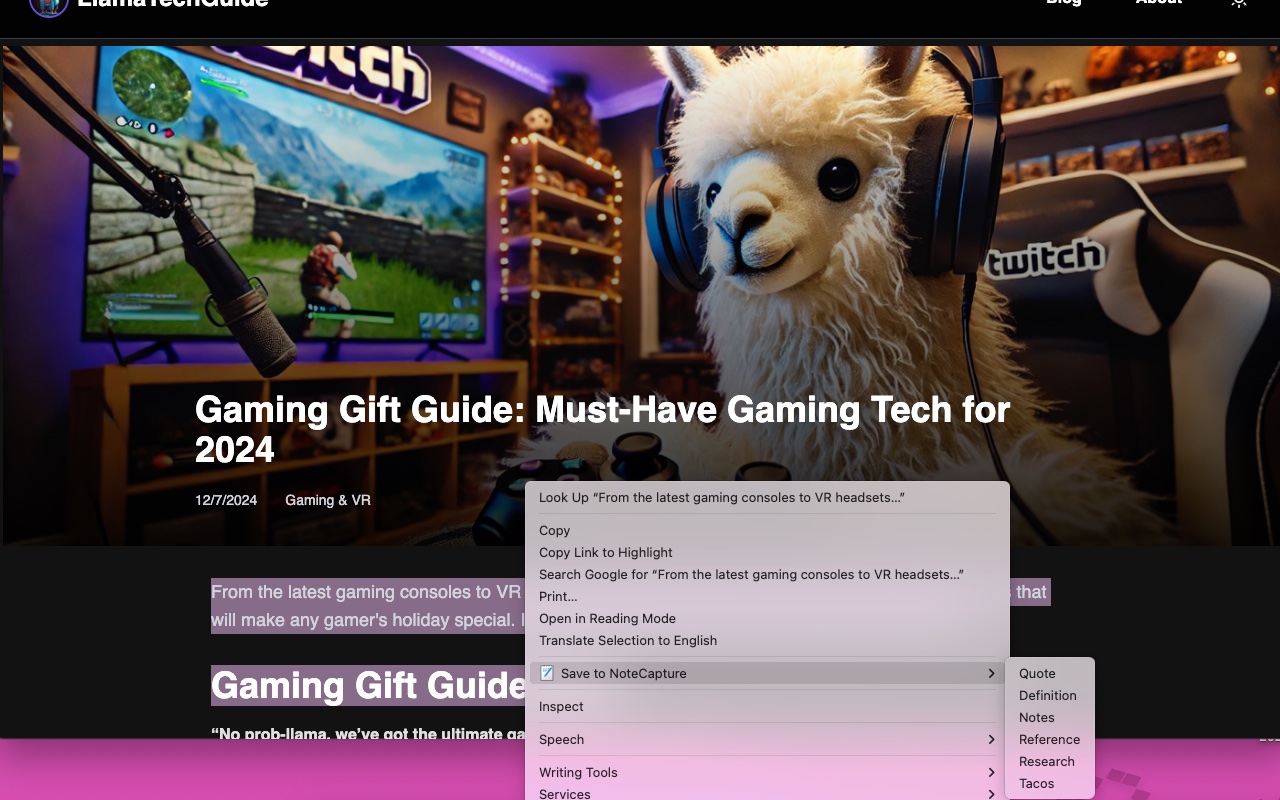 LlamaTechGuide
Blog
About
twitch
twitch
Gaming Gift Guide: Must-Have Gaming Tech for
2024
12/7/2024
Gaming & VR
Look Up “From the latest gaming consoles to VR headsets...”
Copy
Copy Link to Highlight
Search Google for “From the latest gaming consoles to VR headsets...”
Print...
Open in Reading Mode
Translate Selection to English
Save to NoteCapture
Inspect
Speech
Writing Tools
Services
Quote
Definition
Notes
Reference
Research
Tacos
From the latest gaming consoles to VR
that
will make any gamer's holiday special.
Gaming Gift Guide
“No prob-llama, we’ve got the ultimate ga